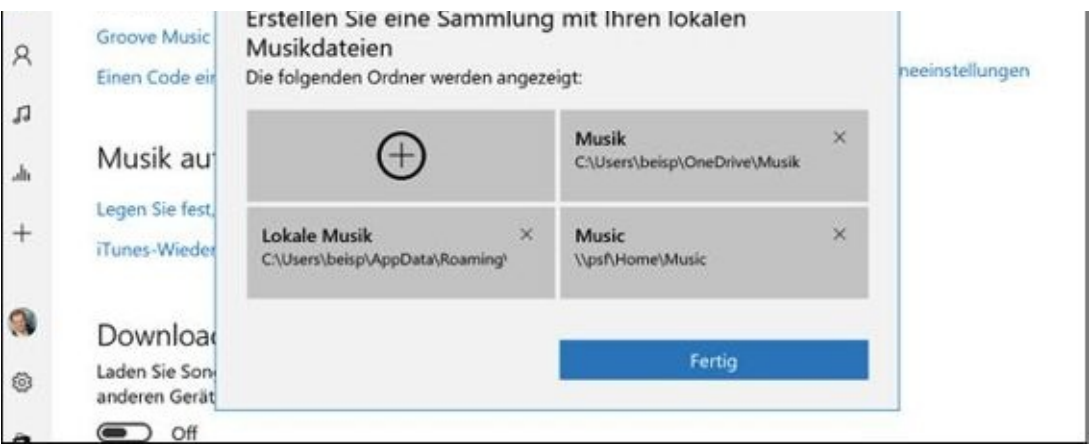 Erstellen Sie eine Sammlung mit Ihren lokalen
Musikdateien
Die folgenden Ordner werden angezeigt:
Musik
C:\Users\beisp\OneDrive\Musik
Lokale Musik
C:\Users\beisp\AppData\Roaming\
Music
\\psf\Home\Music
Fertig
Groove Music
Einen Code ein
neeinstellungen
Musik au
Legen Sie fest,
iTunes-Wieder
Download
Laden Sie Son
anderen Gerät
Off